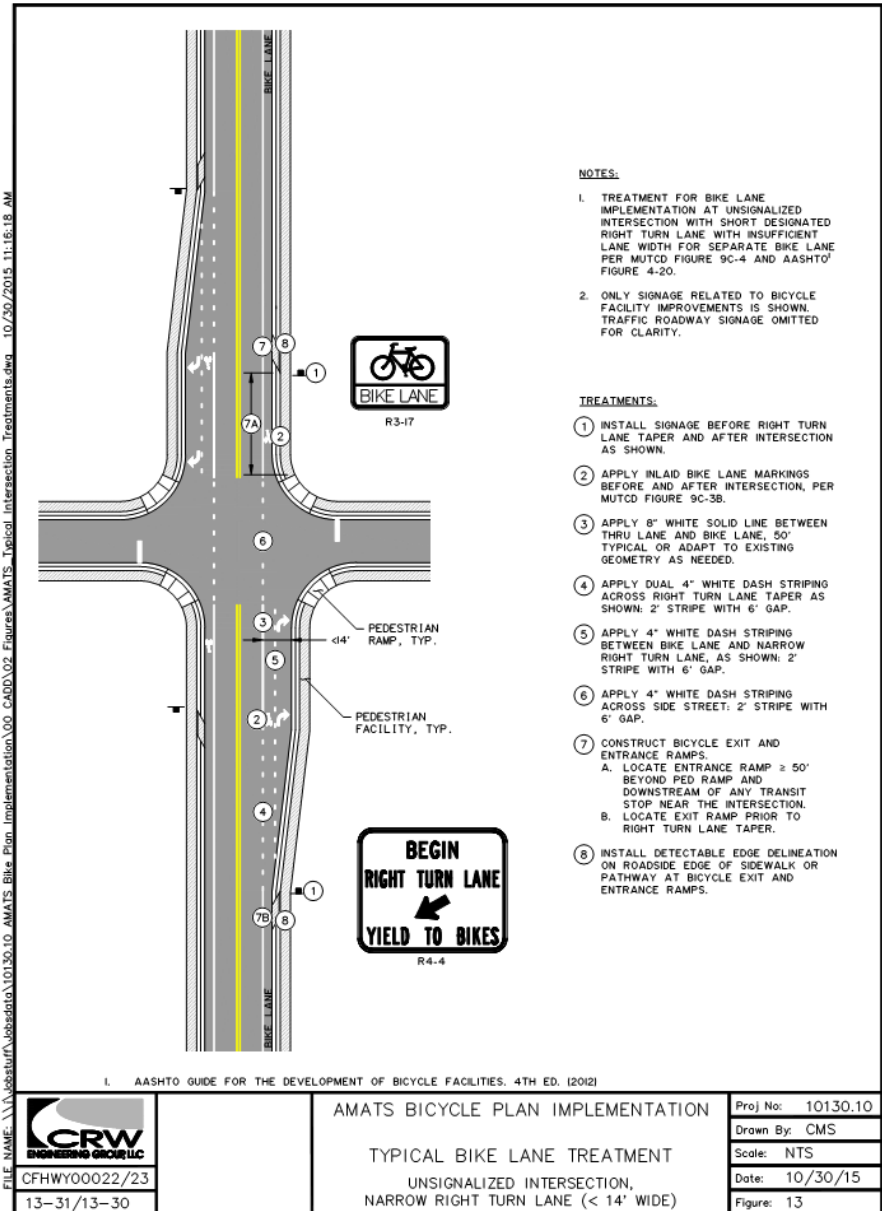 FILE NAME: \\Jobstuff\Jobsdata\10130.10 AMATS Bike Plan Implementation\00 CADD\02 Figures\AMATS_Typical Intersection Treatments.dwg 10/30/2015 11:16:18 AM
BIKE LANE
7
8
1
BIKE LANE
R3-17
7A
2
6
3
<14'
PEDESTRIAN
RAMP, TYP.
5
2
PEDESTRIAN
FACILITY, TYP.
4
BEGIN
RIGHT TURN LANE
YIELD TO BIKES
R4-4
1
7B
8
BIKE LANE
NOTES:
1. TREATMENT FOR BIKE LANE
IMPLEMENTATION AT UNSIGNALIZED
INTERSECTION WITH SHORT DESIGNATED
RIGHT TURN LANE WITH INSUFFICIENT
LANE WIDTH FOR SEPARATE BIKE LANE
PER MUTCD FIGURE 9C-4 AND AASHTO¹
FIGURE 4-20.
2. ONLY SIGNAGE RELATED TO BICYCLE
FACILITY IMPROVEMENTS IS SHOWN.
TRAFFIC ROADWAY SIGNAGE OMITTED
FOR CLARITY.
TREATMENTS:
1 INSTALL SIGNAGE BEFORE RIGHT TURN
LANE TAPER AND AFTER INTERSECTION
AS SHOWN.
2 APPLY INLAID BIKE LANE MARKINGS
BEFORE AND AFTER INTERSECTION, PER
MUTCD FIGURE 9C-3B.
3 APPLY 8" WHITE SOLID LINE BETWEEN
THRU LANE AND BIKE LANE, 50'
TYPICAL OR ADAPT TO EXISTING
GEOMETRY AS NEEDED.
4 APPLY DUAL 4" WHITE DASH STRIPING
ACROSS RIGHT TURN LANE TAPER AS
SHOWN: 2' STRIPE WITH 6' GAP.
5 APPLY 4" WHITE DASH STRIPING
BETWEEN BIKE LANE AND NARROW
RIGHT TURN LANE, AS SHOWN: 2'
STRIPE WITH 6' GAP.
6 APPLY 4" WHITE DASH STRIPING
ACROSS SIDE STREET: 2' STRIPE WITH
6' GAP.
7 CONSTRUCT BICYCLE EXIT AND
ENTRANCE RAMPS.
A. LOCATE ENTRANCE RAMP ≥ 50'
BEYOND PED RAMP AND
DOWNSTREAM OF ANY TRANSIT
STOP NEAR THE INTERSECTION.
B. LOCATE EXIT RAMP PRIOR TO
RIGHT TURN LANE TAPER.
8 INSTALL DETECTABLE EDGE DELINEATION
ON ROADSIDE EDGE OF SIDEWALK OR
PATHWAY AT BICYCLE EXIT AND
ENTRANCE RAMPS.
1. AASHTO GUIDE FOR THE DEVELOPMENT OF BICYCLE FACILITIES. 4TH ED. (2012)
CRW
ENGINEERING GROUP, LLC
CFHWY00022/23
13-31/13-30
AMATS BICYCLE PLAN IMPLEMENTATION
TYPICAL BIKE LANE TREATMENT
UNSIGNALIZED INTERSECTION,
NARROW RIGHT TURN LANE (< 14' WIDE)
Proj No: 10130.10
Drawn By: CMS
Scale: NTS
Date: 10/30/15
Figure: 13